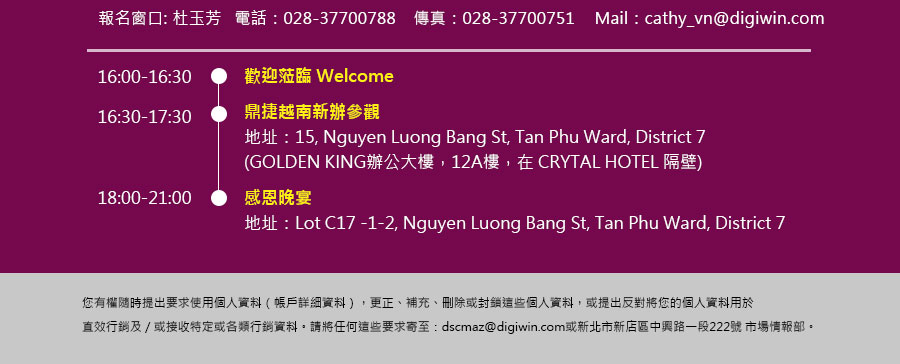 報名窗口: 杜玉芳 電話：028-37700788 傳真：028-37700751 Mail：cathy_vn@digiwin.com
16:00-16:30 歡迎蒞臨 Welcome
16:30-17:30 鼎捷越南新辦參觀
地址：15, Nguyen Luong Bang St, Tan Phu Ward, District 7
(GOLDEN KING辦公大樓，12A樓，在 CRYTAL HOTEL 隔壁)
18:00-21:00 感恩晚宴
地址：Lot C17 -1-2, Nguyen Luong Bang St, Tan Phu Ward, District 7
您有權隨時提出要求使用個人資料（帳戶詳細資料），更正、補充、刪除或封鎖這些個人資料，或提出反對將您的個人資料用於
直效行銷及 / 或接收特定或各類行銷資料。請將任何這些要求寄至：dscmaz@digiwin.com或新北市新店區中興路一段222號 市場情報部。